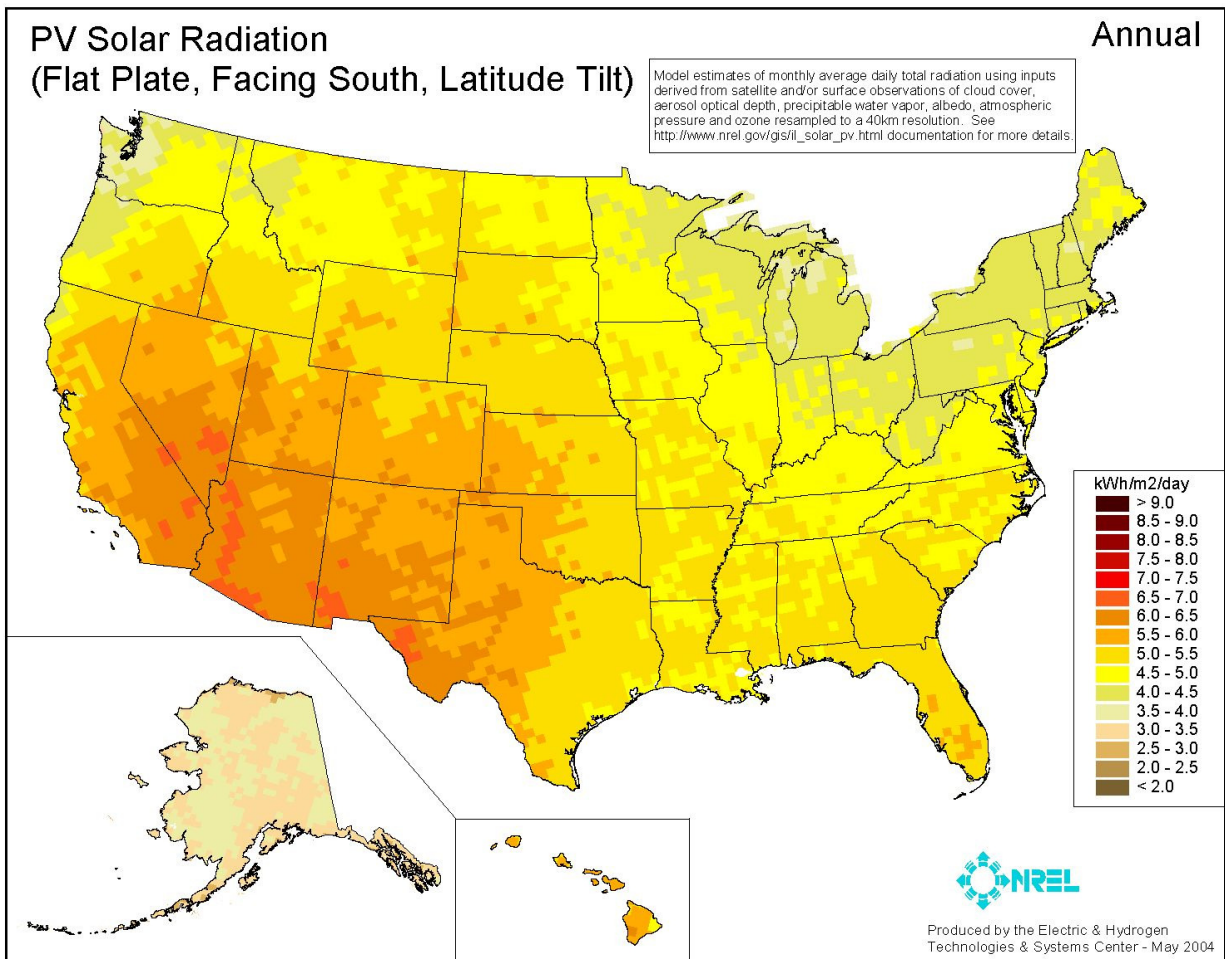 PV Solar Radiation
(Flat Plate, Facing South, Latitude Tilt)
Annual
Model estimates of monthly average daily total radiation using inputs
derived from satellite and/or surface observations of cloud cover,
aerosol optical depth, precipitable water vapor, albedo, atmospheric
pressure and ozone resampled to a 40km resolution. See
http://www.nrel.gov/gis/il_solar_pv.html documentation for more details.
kWh/m2/day
> 9.0
8.5 - 9.0
8.0 - 8.5
7.5 - 8.0
7.0 - 7.5
6.5 - 7.0
6.0 - 6.5
5.5 - 6.0
5.0 - 5.5
4.5 - 5.0
4.0 - 4.5
3.5 - 4.0
3.0 - 3.5
2.5 - 3.0
2.0 - 2.5
< 2.0
NREL
Produced by the Electric & Hydrogen
Technologies & Systems Center - May 2004